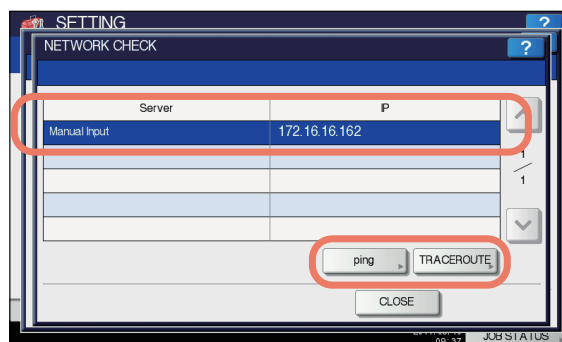 SETTING ?
NETWORK CHECK ?
Server IP
Manual Input 172.16.16.162
1
1
ping TRACEROUTE
CLOSE
09 37 JOB STATUS